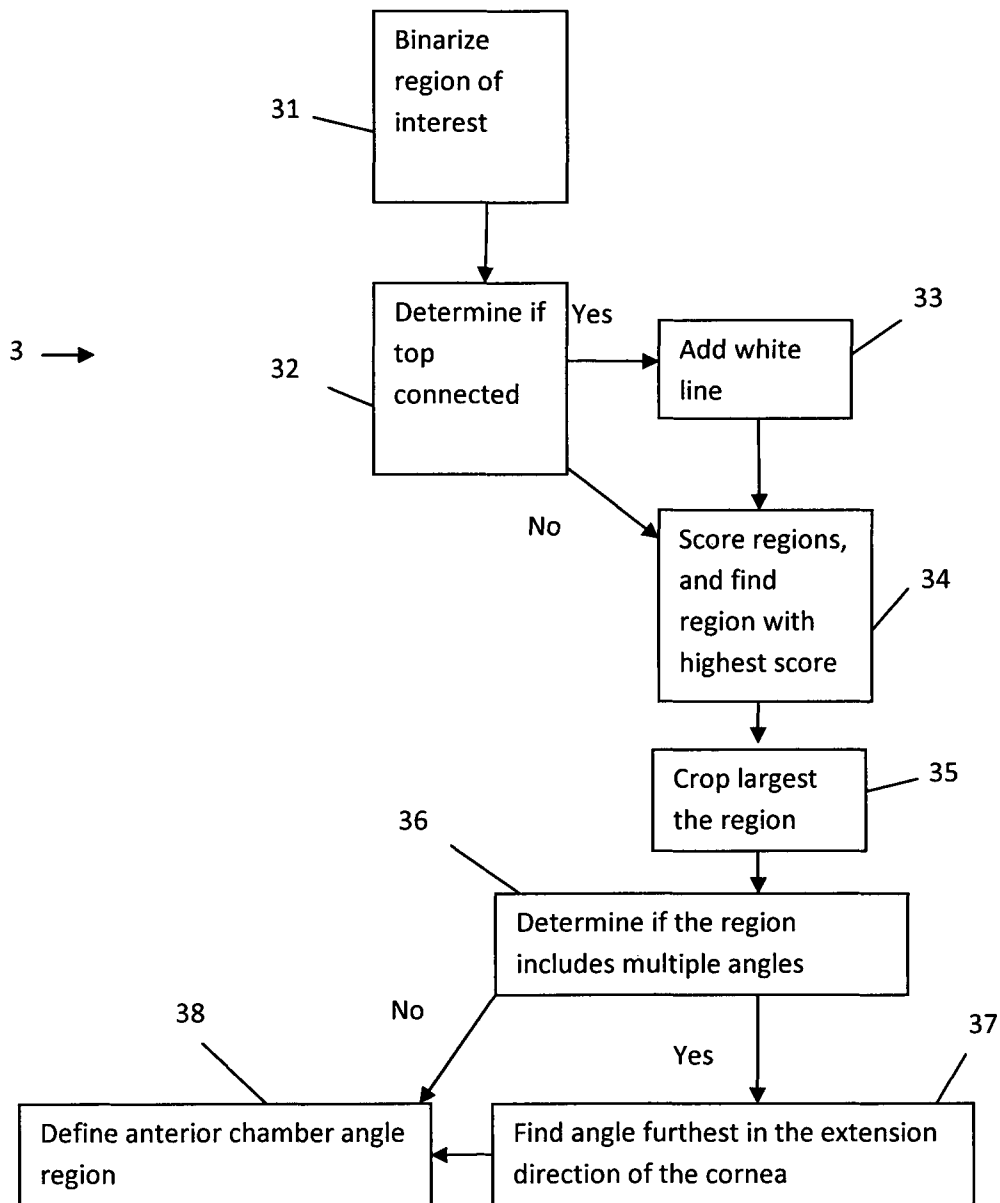 Binarize
region of
interest
31
Determine if
top
connected
Yes
33
3
32
Add white
line
No
Score regions,
and find
region with
highest score
34
Crop largest
the region
35
36
Determine if the region
includes multiple angles
38
No
Yes
37
Define anterior chamber angle
region
Find angle furthest in the extension
direction of the cornea